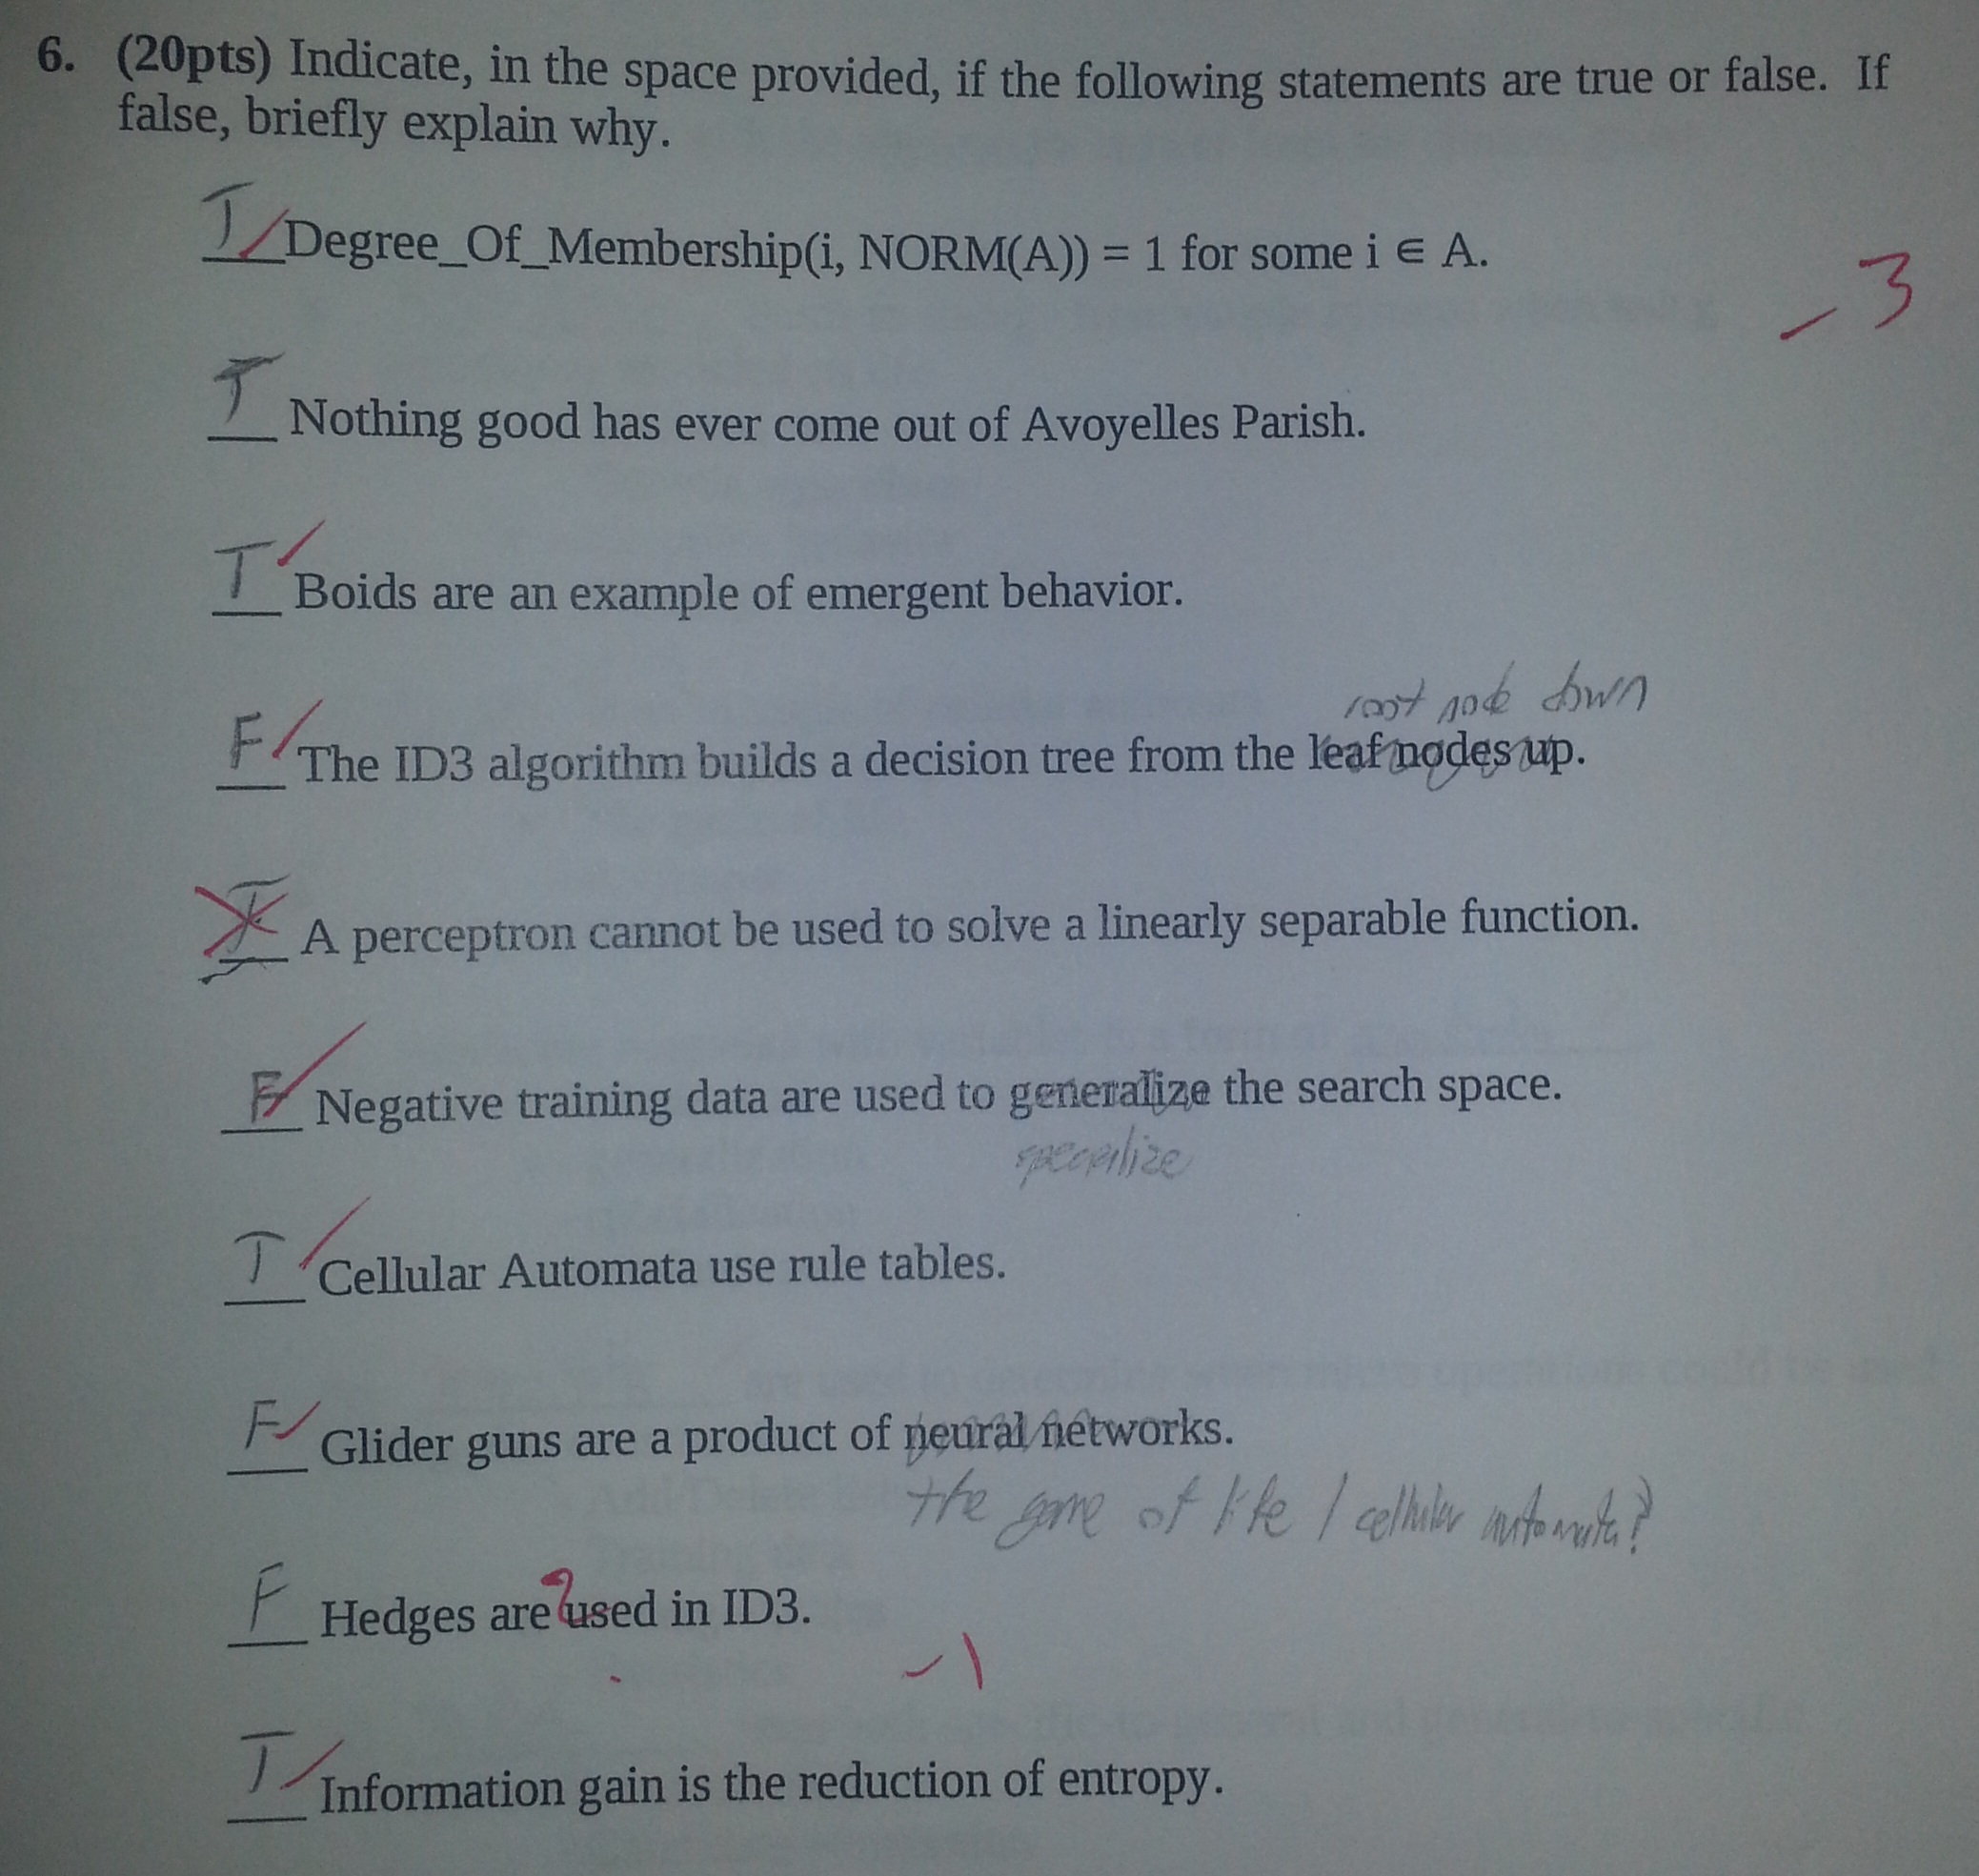 6. (20pts) Indicate, in the space provided, if the following statements are true or false. If
false, briefly explain why.
T Degree_Of_Membership(i, NORM(A)) = 1 for some i ∈ A.
-3
T Nothing good has ever come out of Avoyelles Parish.
T Boids are an example of emergent behavior.
root node down
F The ID3 algorithm builds a decision tree from the leaf nodes up.
A perceptron cannot be used to solve a linearly separable function.
F Negative training data are used to generalize the search space.
specialize
T Cellular Automata use rule tables.
F Glider guns are a product of neural networks.
the game of life / cellular automata?
F Hedges are used in ID3.
-1
T Information gain is the reduction of entropy.